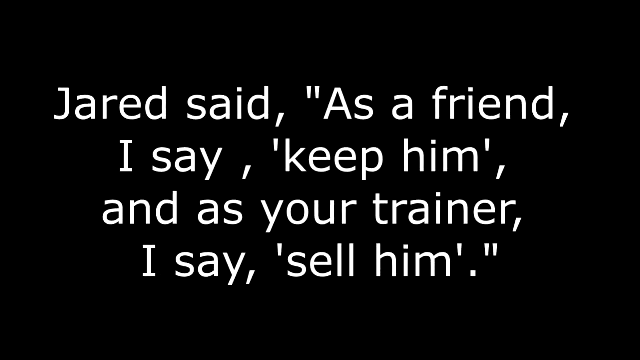 Jared said, "As a friend,
I say , 'keep him',
and as your trainer,
I say, 'sell him'."